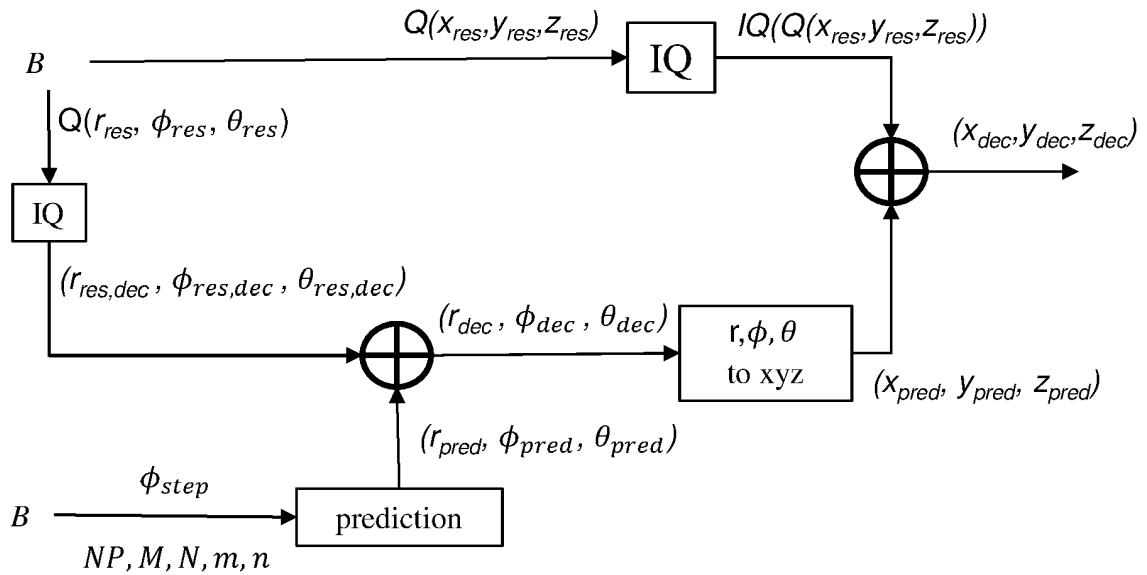 Q(x_res,y_res,z_res)
IQ(Q(x_res,y_res,z_res))
B
IQ
Q(r_res, ϕ_res, θ_res)
(x_dec,y_dec,z_dec)
IQ
(r_res,dec , ϕ_res,dec , θ_res,dec)
(r_dec , ϕ_dec , θ_dec)
r,ϕ, θ
to xyz
(x_pred, y_pred, z_pred)
(r_pred, ϕ_pred, θ_pred)
ϕ_step
B
prediction
NP, M, N, m, n